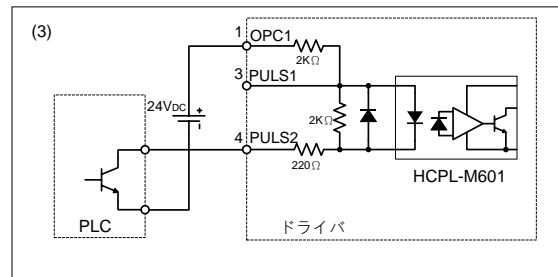 (3)
1 OPC1
2KΩ
3 PULS1
24VDC
+
-
2KΩ
4 PULS2
220Ω
HCPL-M601
PLC
ドライバ